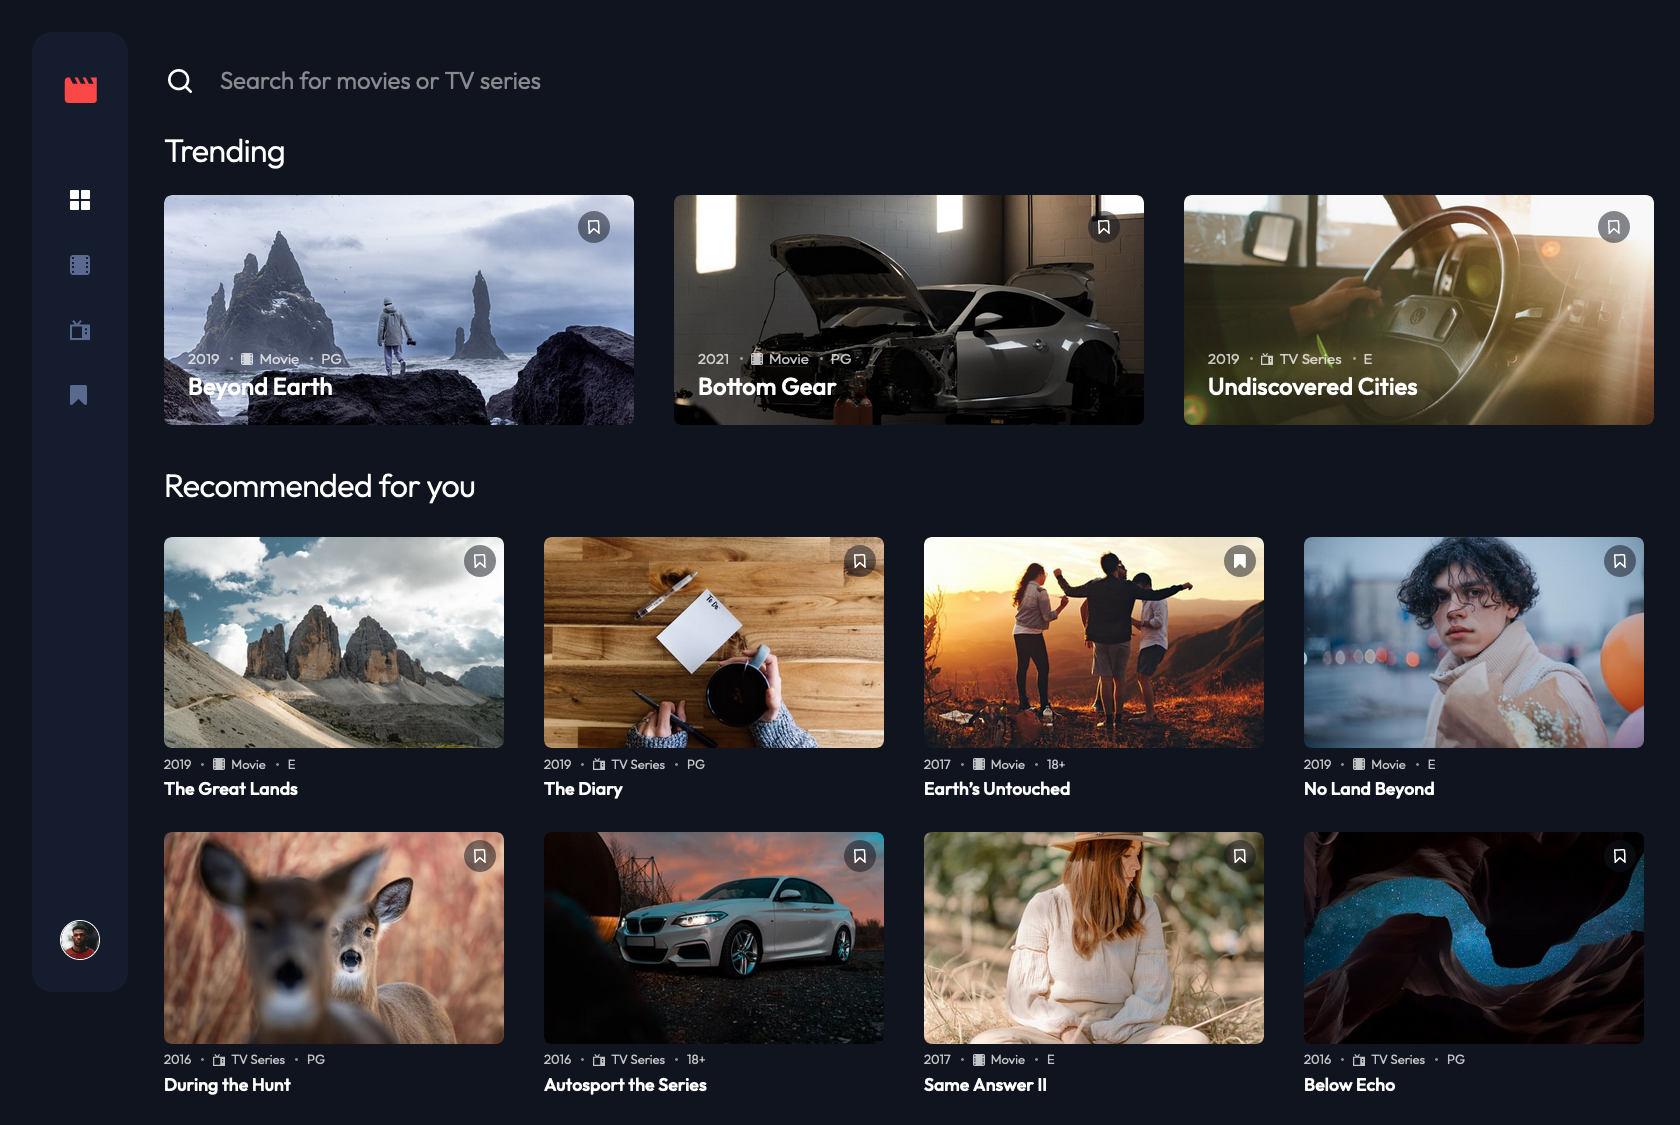 Search for movies or TV series
Trending
2019 · Movie · PG
Beyond Earth
2021 · Movie · PG
Bottom Gear
2019 · TV Series · E
Undiscovered Cities
Recommended for you
To Do
2019 · Movie · E
The Great Lands
2019 · TV Series · PG
The Diary
2017 · Movie · 18+
Earth’s Untouched
2019 · Movie · E
No Land Beyond
2016 · TV Series · PG
During the Hunt
2016 · TV Series · 18+
Autosport the Series
2017 · Movie · E
Same Answer II
2016 · TV Series · PG
Below Echo